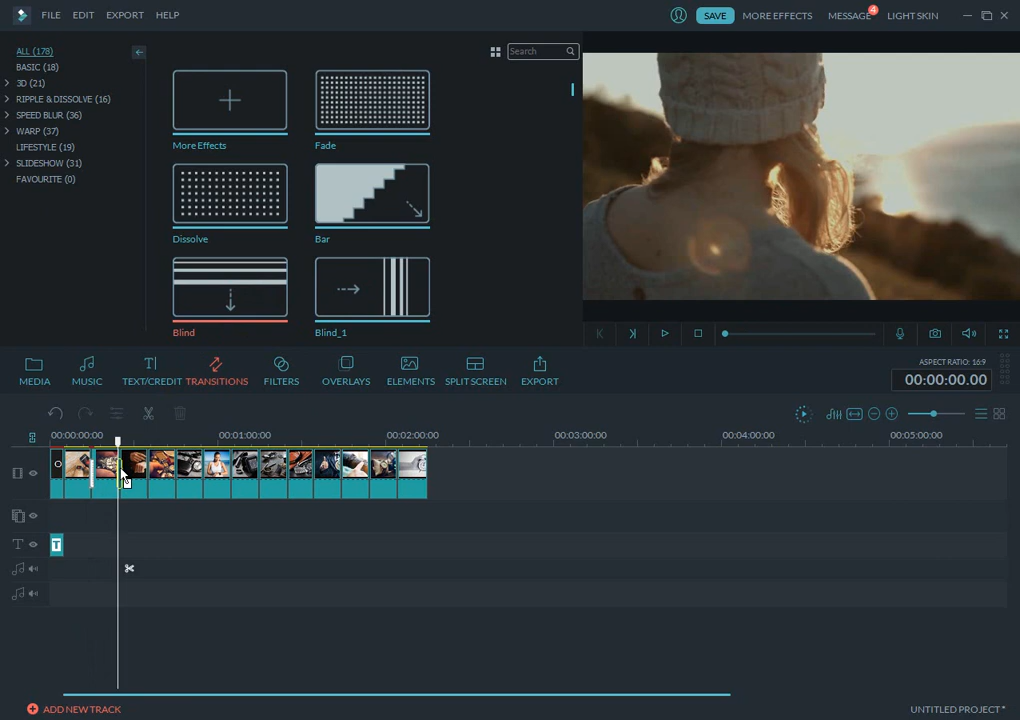 FILE EDIT EXPORT HELP
SAVE MORE EFFECTS MESSAGE 4 LIGHT SKIN
ALL (178)
BASIC (18)
3D (21)
RIPPLE & DISSOLVE (16)
SPEED BLUR (36)
WARP (37)
LIFESTYLE (19)
SLIDESHOW (31)
FAVOURITE (0)
Search
More Effects Fade
Dissolve Bar
Blind Blind_1
MEDIA MUSIC TEXT/CREDIT TRANSITIONS FILTERS OVERLAYS ELEMENTS SPLIT SCREEN EXPORT
ASPECT RATIO: 16:9
00:00:00.00
00:00:00:00 00:01:00:00 00:02:00:00 00:03:00:00 00:04:00:00 00:05:00:00
O
T
T
ADD NEW TRACK
UNTITLED PROJECT *